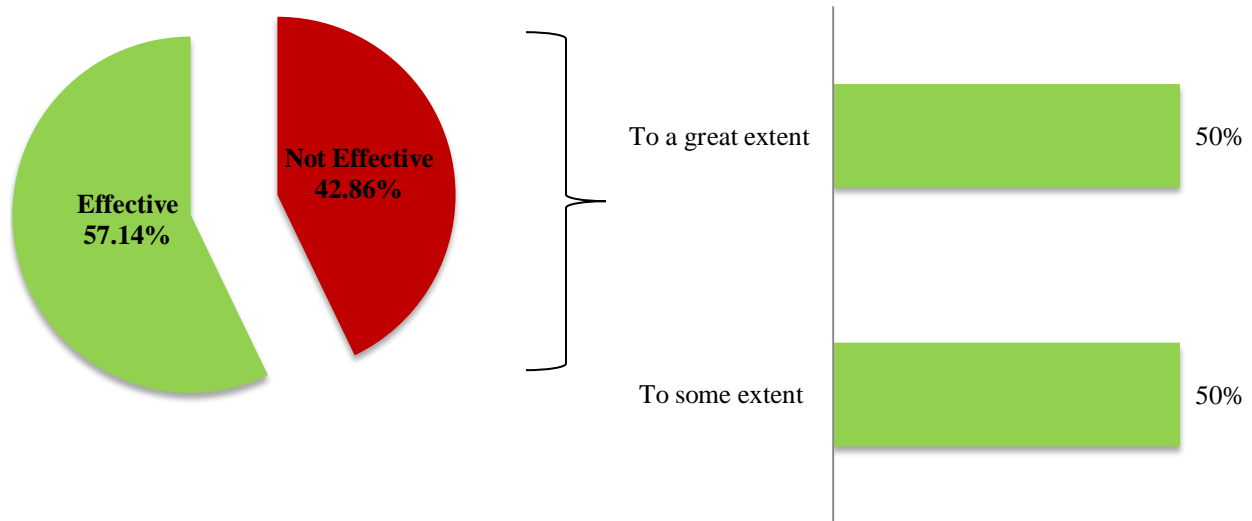 Not Effective
42.86%
Effective
57.14%
To a great extent
50%
To some extent
50%